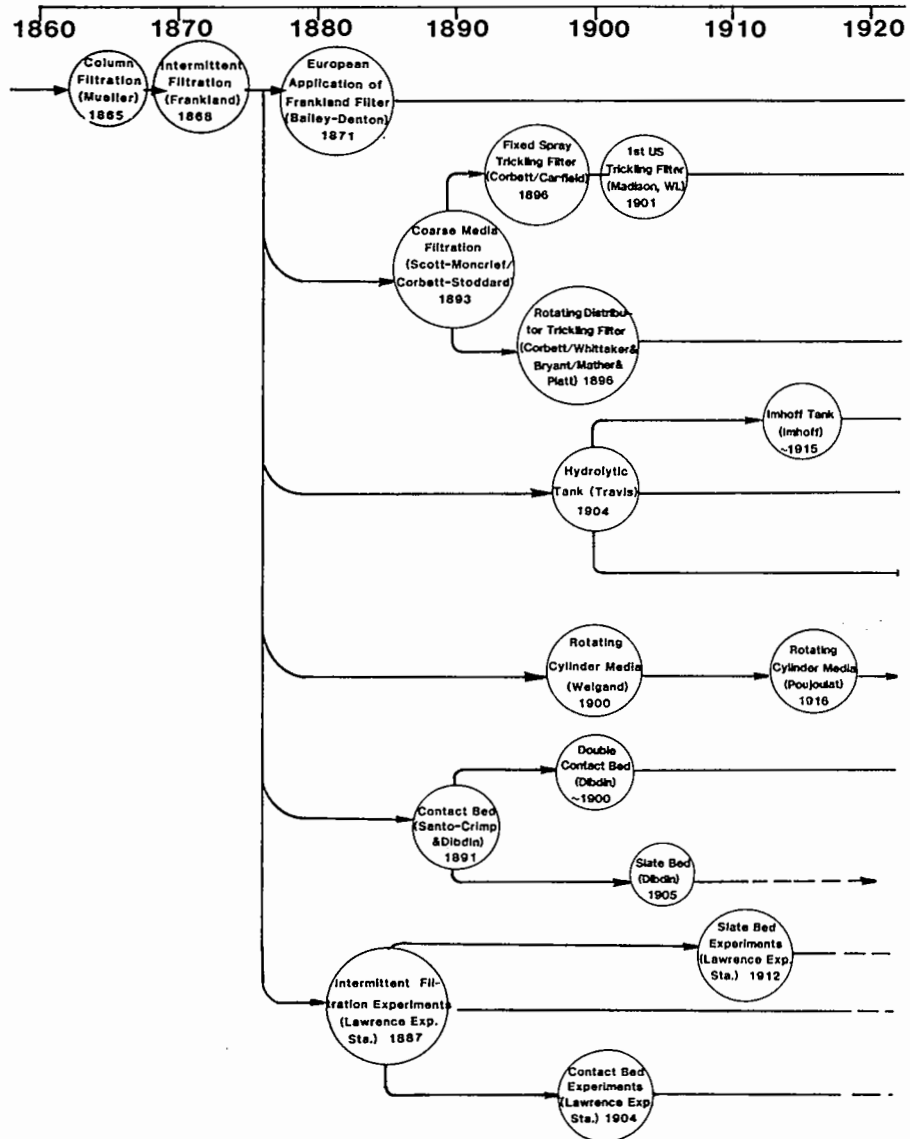 1860 1870 1880 1890 1900 1910 1920
Column
Filtration
(Mueller)
1865
Intermittent
Filtration
(Frankland)
1868
European
Application of
Frankland Filter
(Bailey-Denton)
1871
Fixed Spray
Trickling Filter
(Corbett/Carfield)
1896
1st US
Trickling Filter
(Madison, WI.)
1901
Coarse Media
Filtration
(Scott-Moncrief/
Corbett-Stoddard)
1893
Rotating Distribu-
tor Trickling Filter
(Corbett/Whittaker&
Bryant/Mather&
Platt) 1896
Imhoff Tank
(Imhoff)
~1915
Hydrolytic
Tank (Travis)
1904
Rotating
Cylinder Media
(Weigand)
1900
Rotating
Cylinder Media
(Poujoulat)
1916
Double
Contact Bed
(Dibdin)
~1900
Contact Bed
(Santo-Crimp
&Dibdin)
1891
Slate Bed
(Dibdin)
1905
Slate Bed
Experiments
(Lawrence Exp.
Sta.) 1912
Intermittent Fil-
tration Experiments
(Lawrence Exp.
Sta.) 1887
Contact Bed
Experiments
(Lawrence Exp
Sta.) 1904